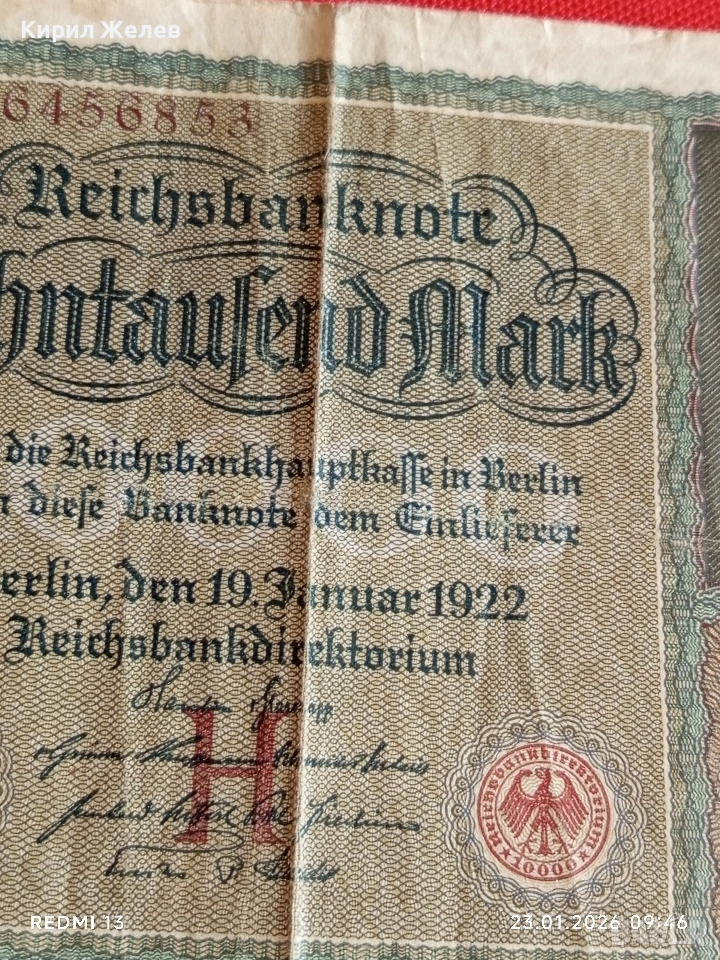 Кирил Желев
6456853
Reichsbanknote
hntausend Mark
die Reichsbankhauptkasse in Berlin
diese Banknote dem Einlieferer
erlin, den 19. Januar 1922
Reichsbankdirektorium
H
Reichsbankdirektorium
10000
REDMI 13
23.01.2026 09:46